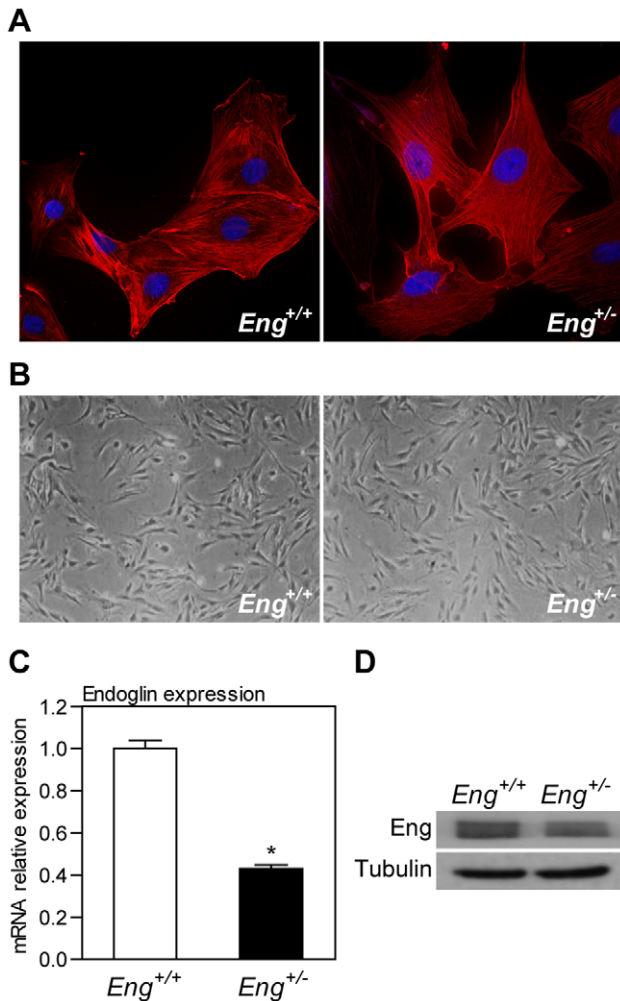 A
Eng+/+ Eng+/-
B
Eng+/+ Eng+/-
C
Endoglin expression
mRNA relative expression
1.2
1.0
0.8
0.6
0.4
0.2
0.0
*
Eng+/+ Eng+/-
D
Eng+/+ Eng+/-
Eng
Tubulin